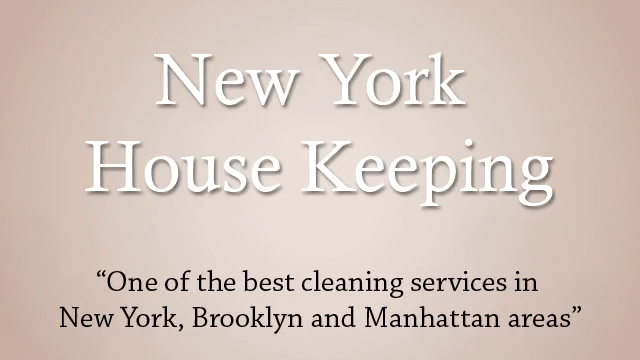 New York
House Keeping
“One of the best cleaning services in
New York, Brooklyn and Manhattan areas”